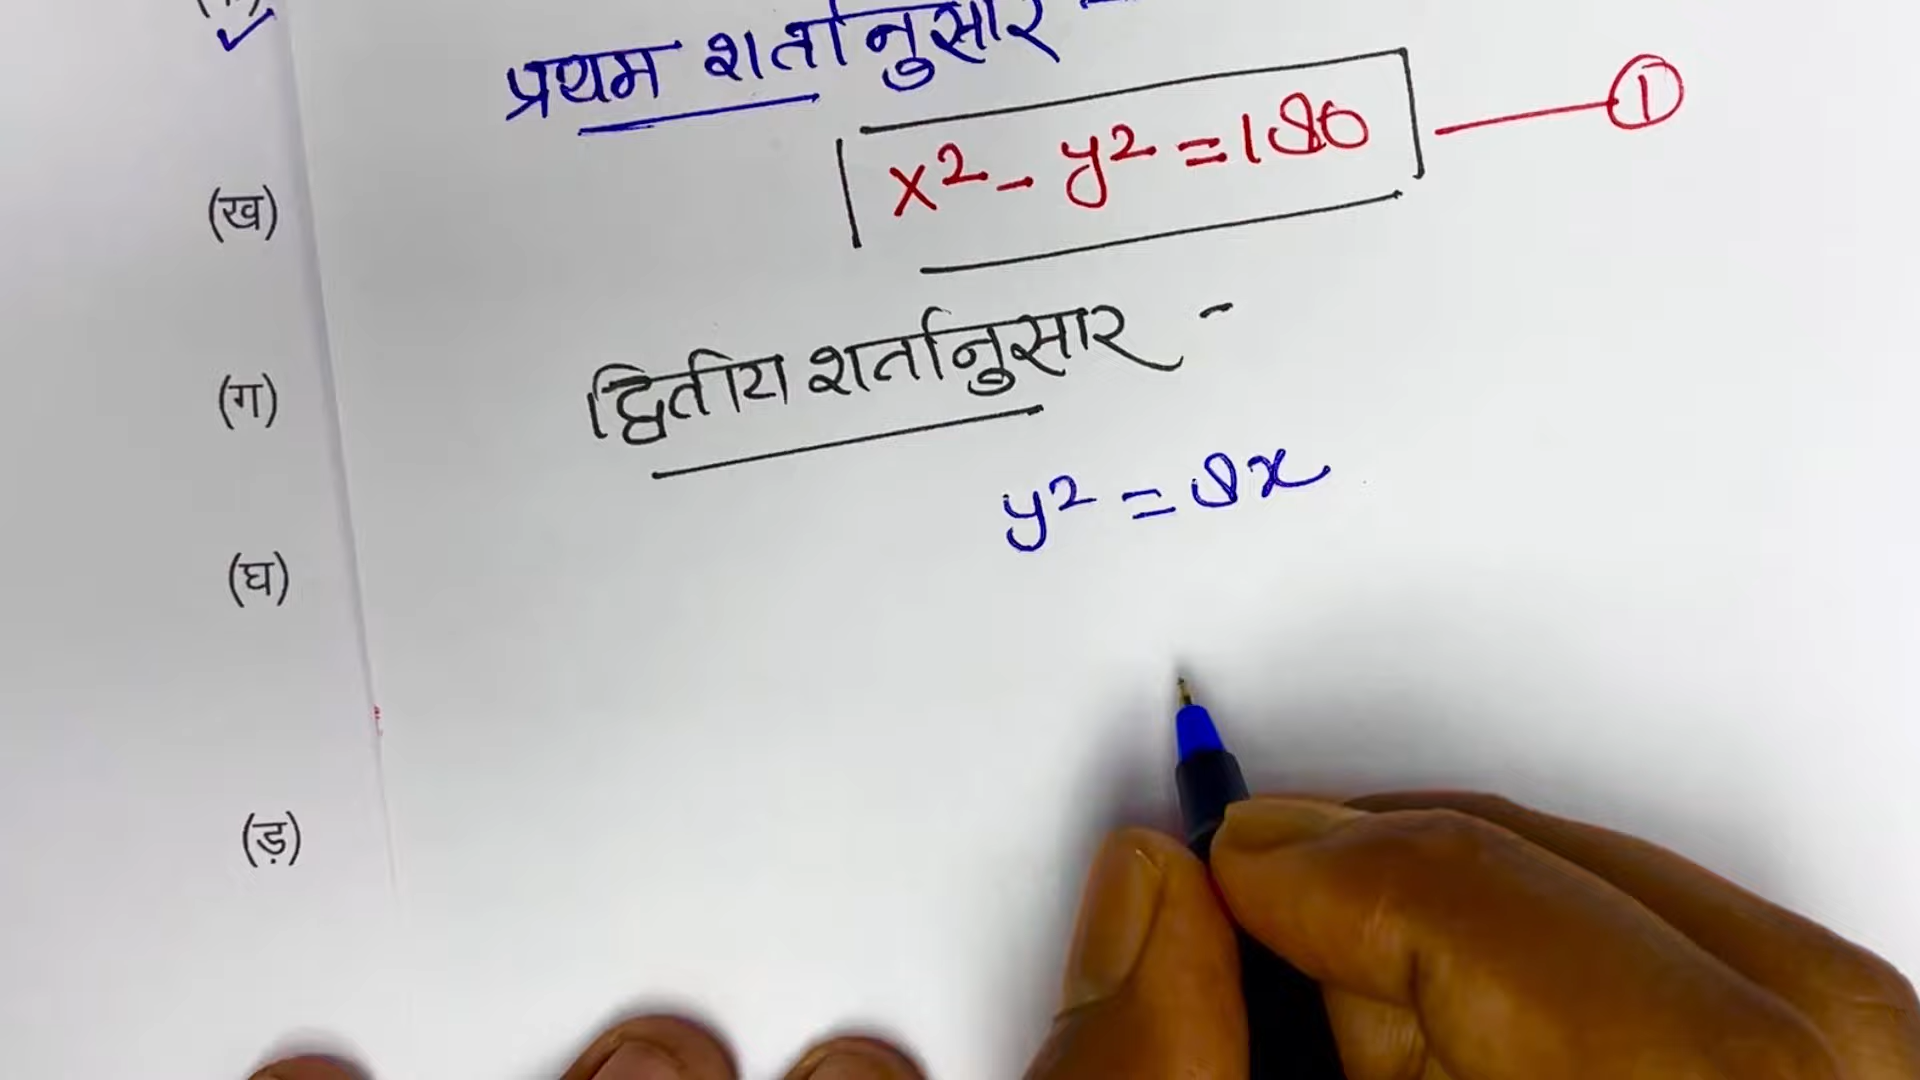 प्रथम शर्तानुसार -
x² - y² = 180 — ①
(ख)
द्वितीय शर्तानुसार -
(ग)
y² = 8x
(घ)
(ड़)